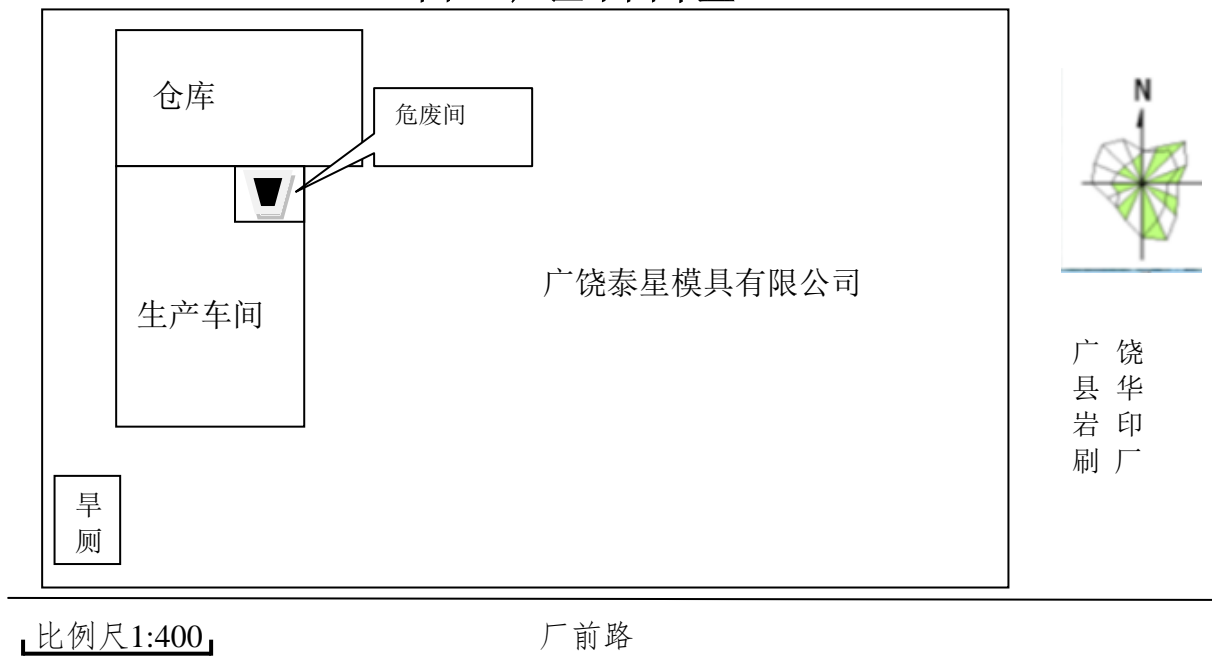 仓库
危废间
N
广饶泰星模具有限公司
生产车间
广饶
县华
岩印
刷厂
旱
厕
比例尺1:400
厂前路